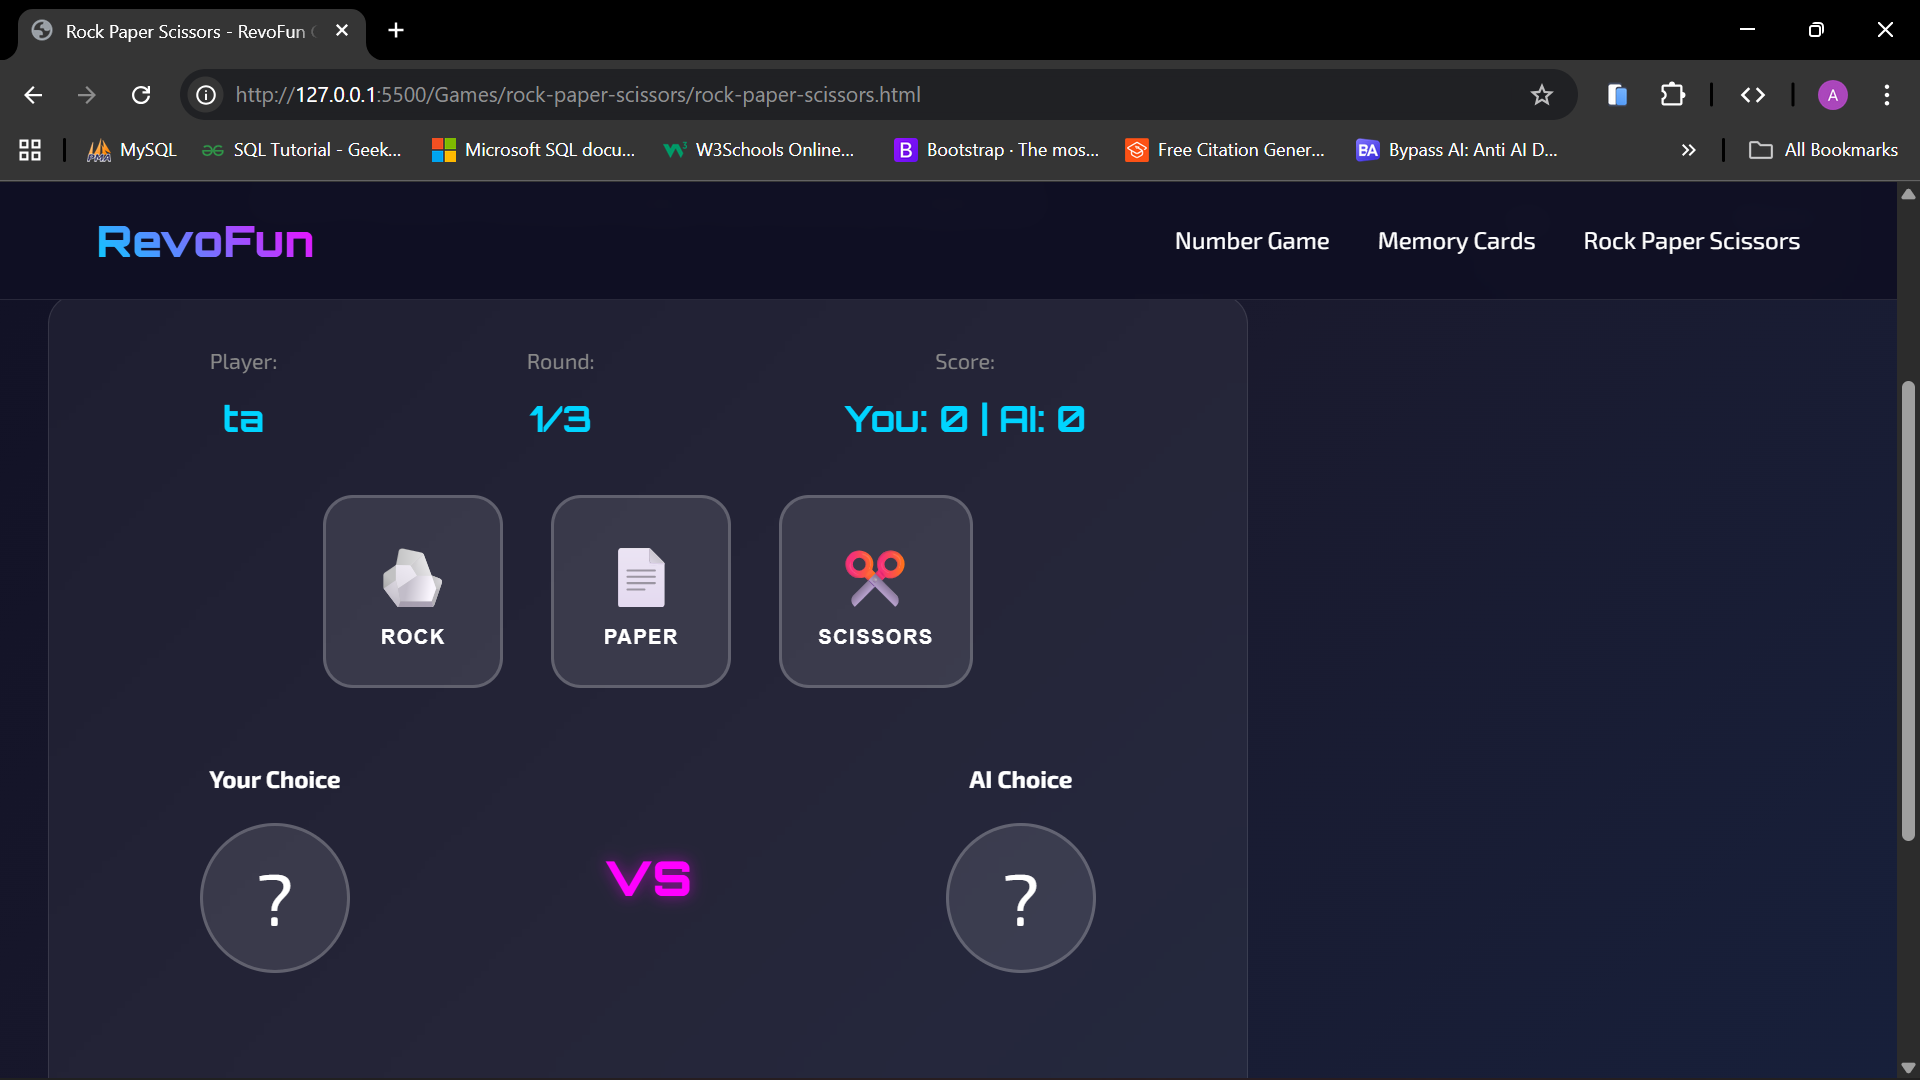 Rock Paper Scissors - RevoFun
http://127.0.0.1:5500/Games/rock-paper-scissors/rock-paper-scissors.html
A
MySQL
SQL Tutorial - Geek...
Microsoft SQL docu...
W3Schools Online...
B
Bootstrap · The mos...
Free Citation Gener...
BA
Bypass AI: Anti AI D...
All Bookmarks
RevoFun
Number Game
Memory Cards
Rock Paper Scissors
Player:
Round:
Score:
ta
1/3
You: 0 | AI: 0
ROCK
PAPER
SCISSORS
Your Choice
AI Choice
?
VS
?